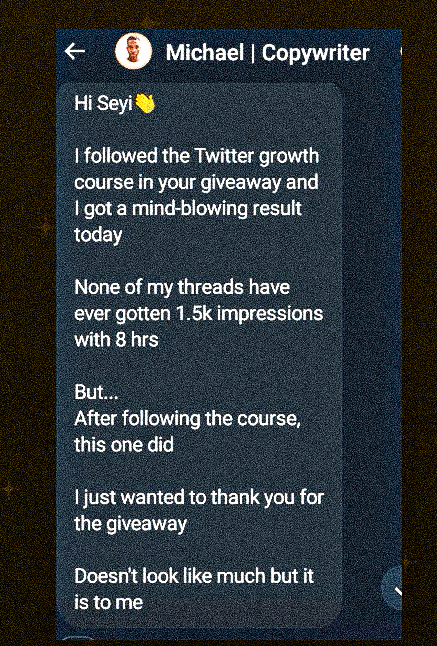 Michael | Copywriter
Hi Seyi👋
I followed the Twitter growth
course in your giveaway and
I got a mind-blowing result
today
None of my threads have
ever gotten 1.5k impressions
with 8 hrs
But...
After following the course,
this one did
I just wanted to thank you for
the giveaway
Doesn't look like much but it
is to me